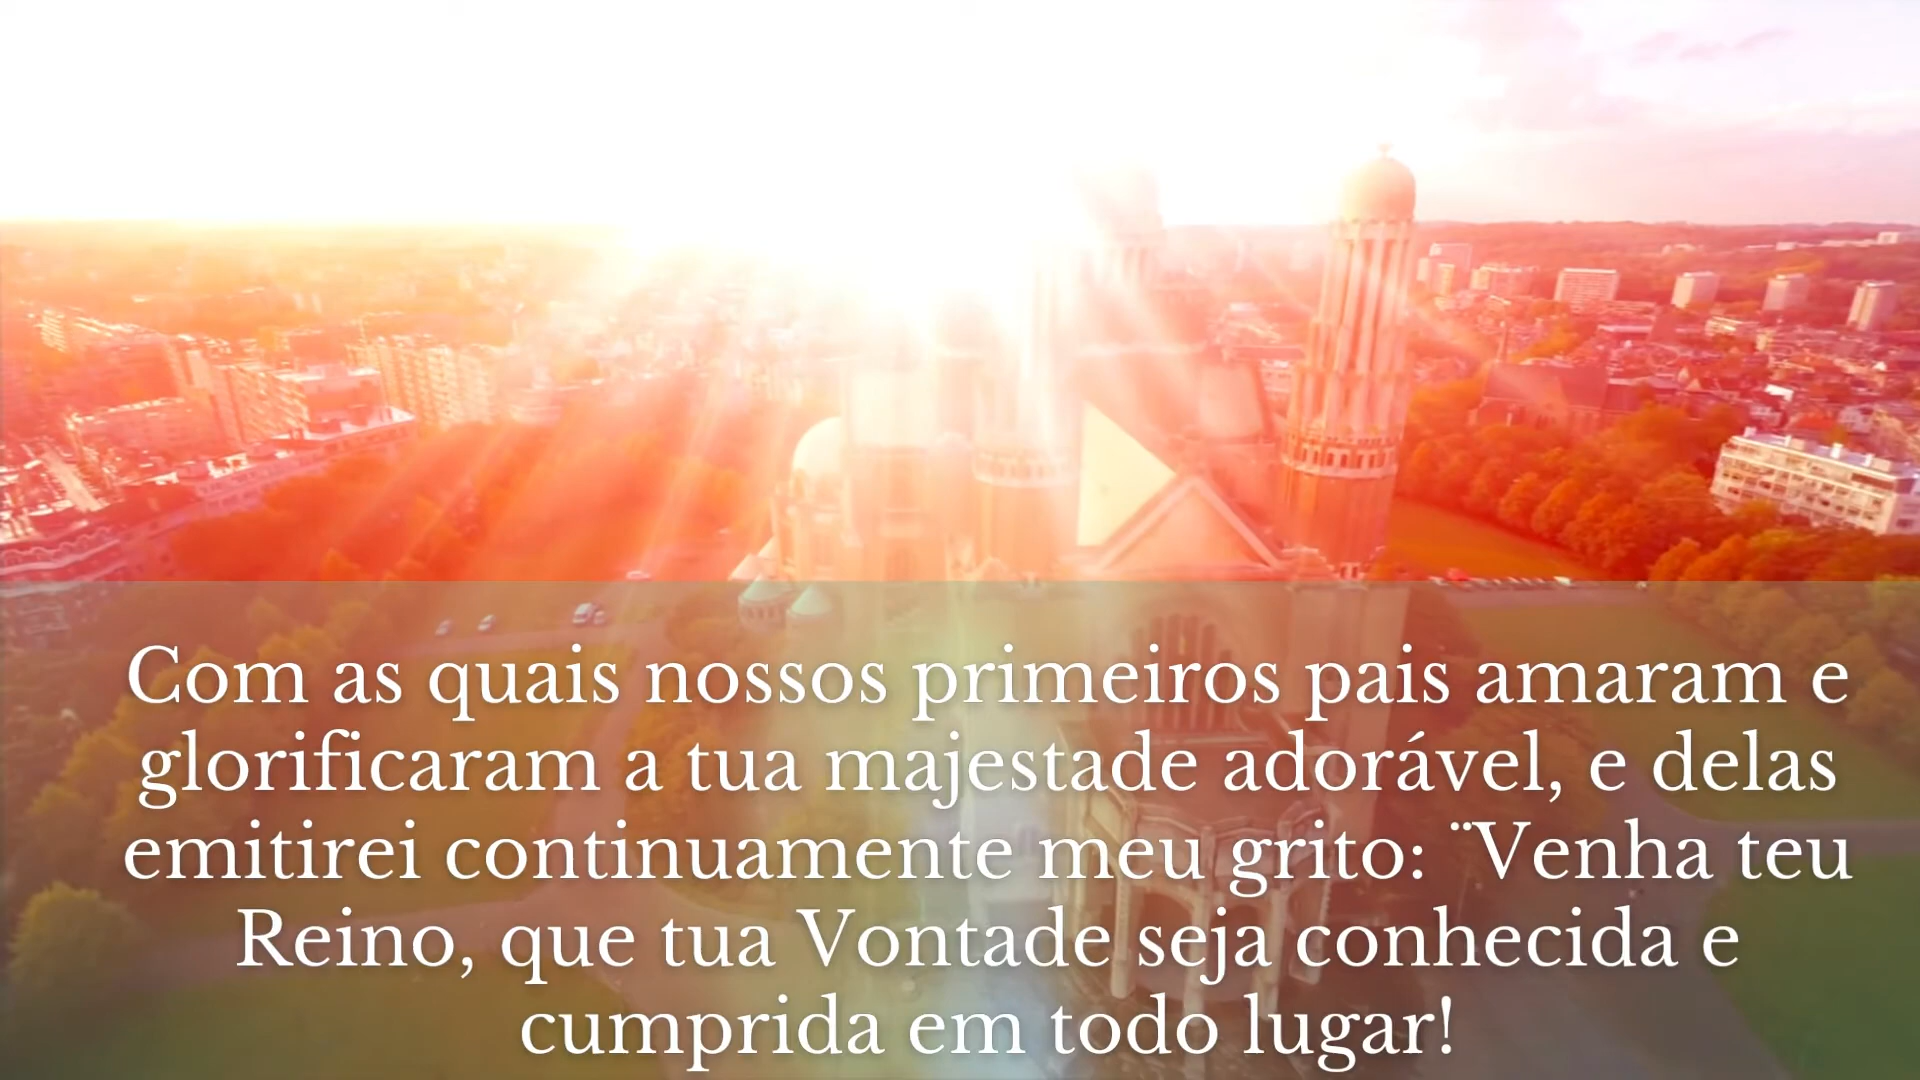 Com as quais nossos primeiros pais amaram e
glorificaram a tua majestade adorável, e delas
emitirei continuamente meu grito: ¨Venha teu
Reino, que tua Vontade seja conhecida e
cumprida em todo lugar!